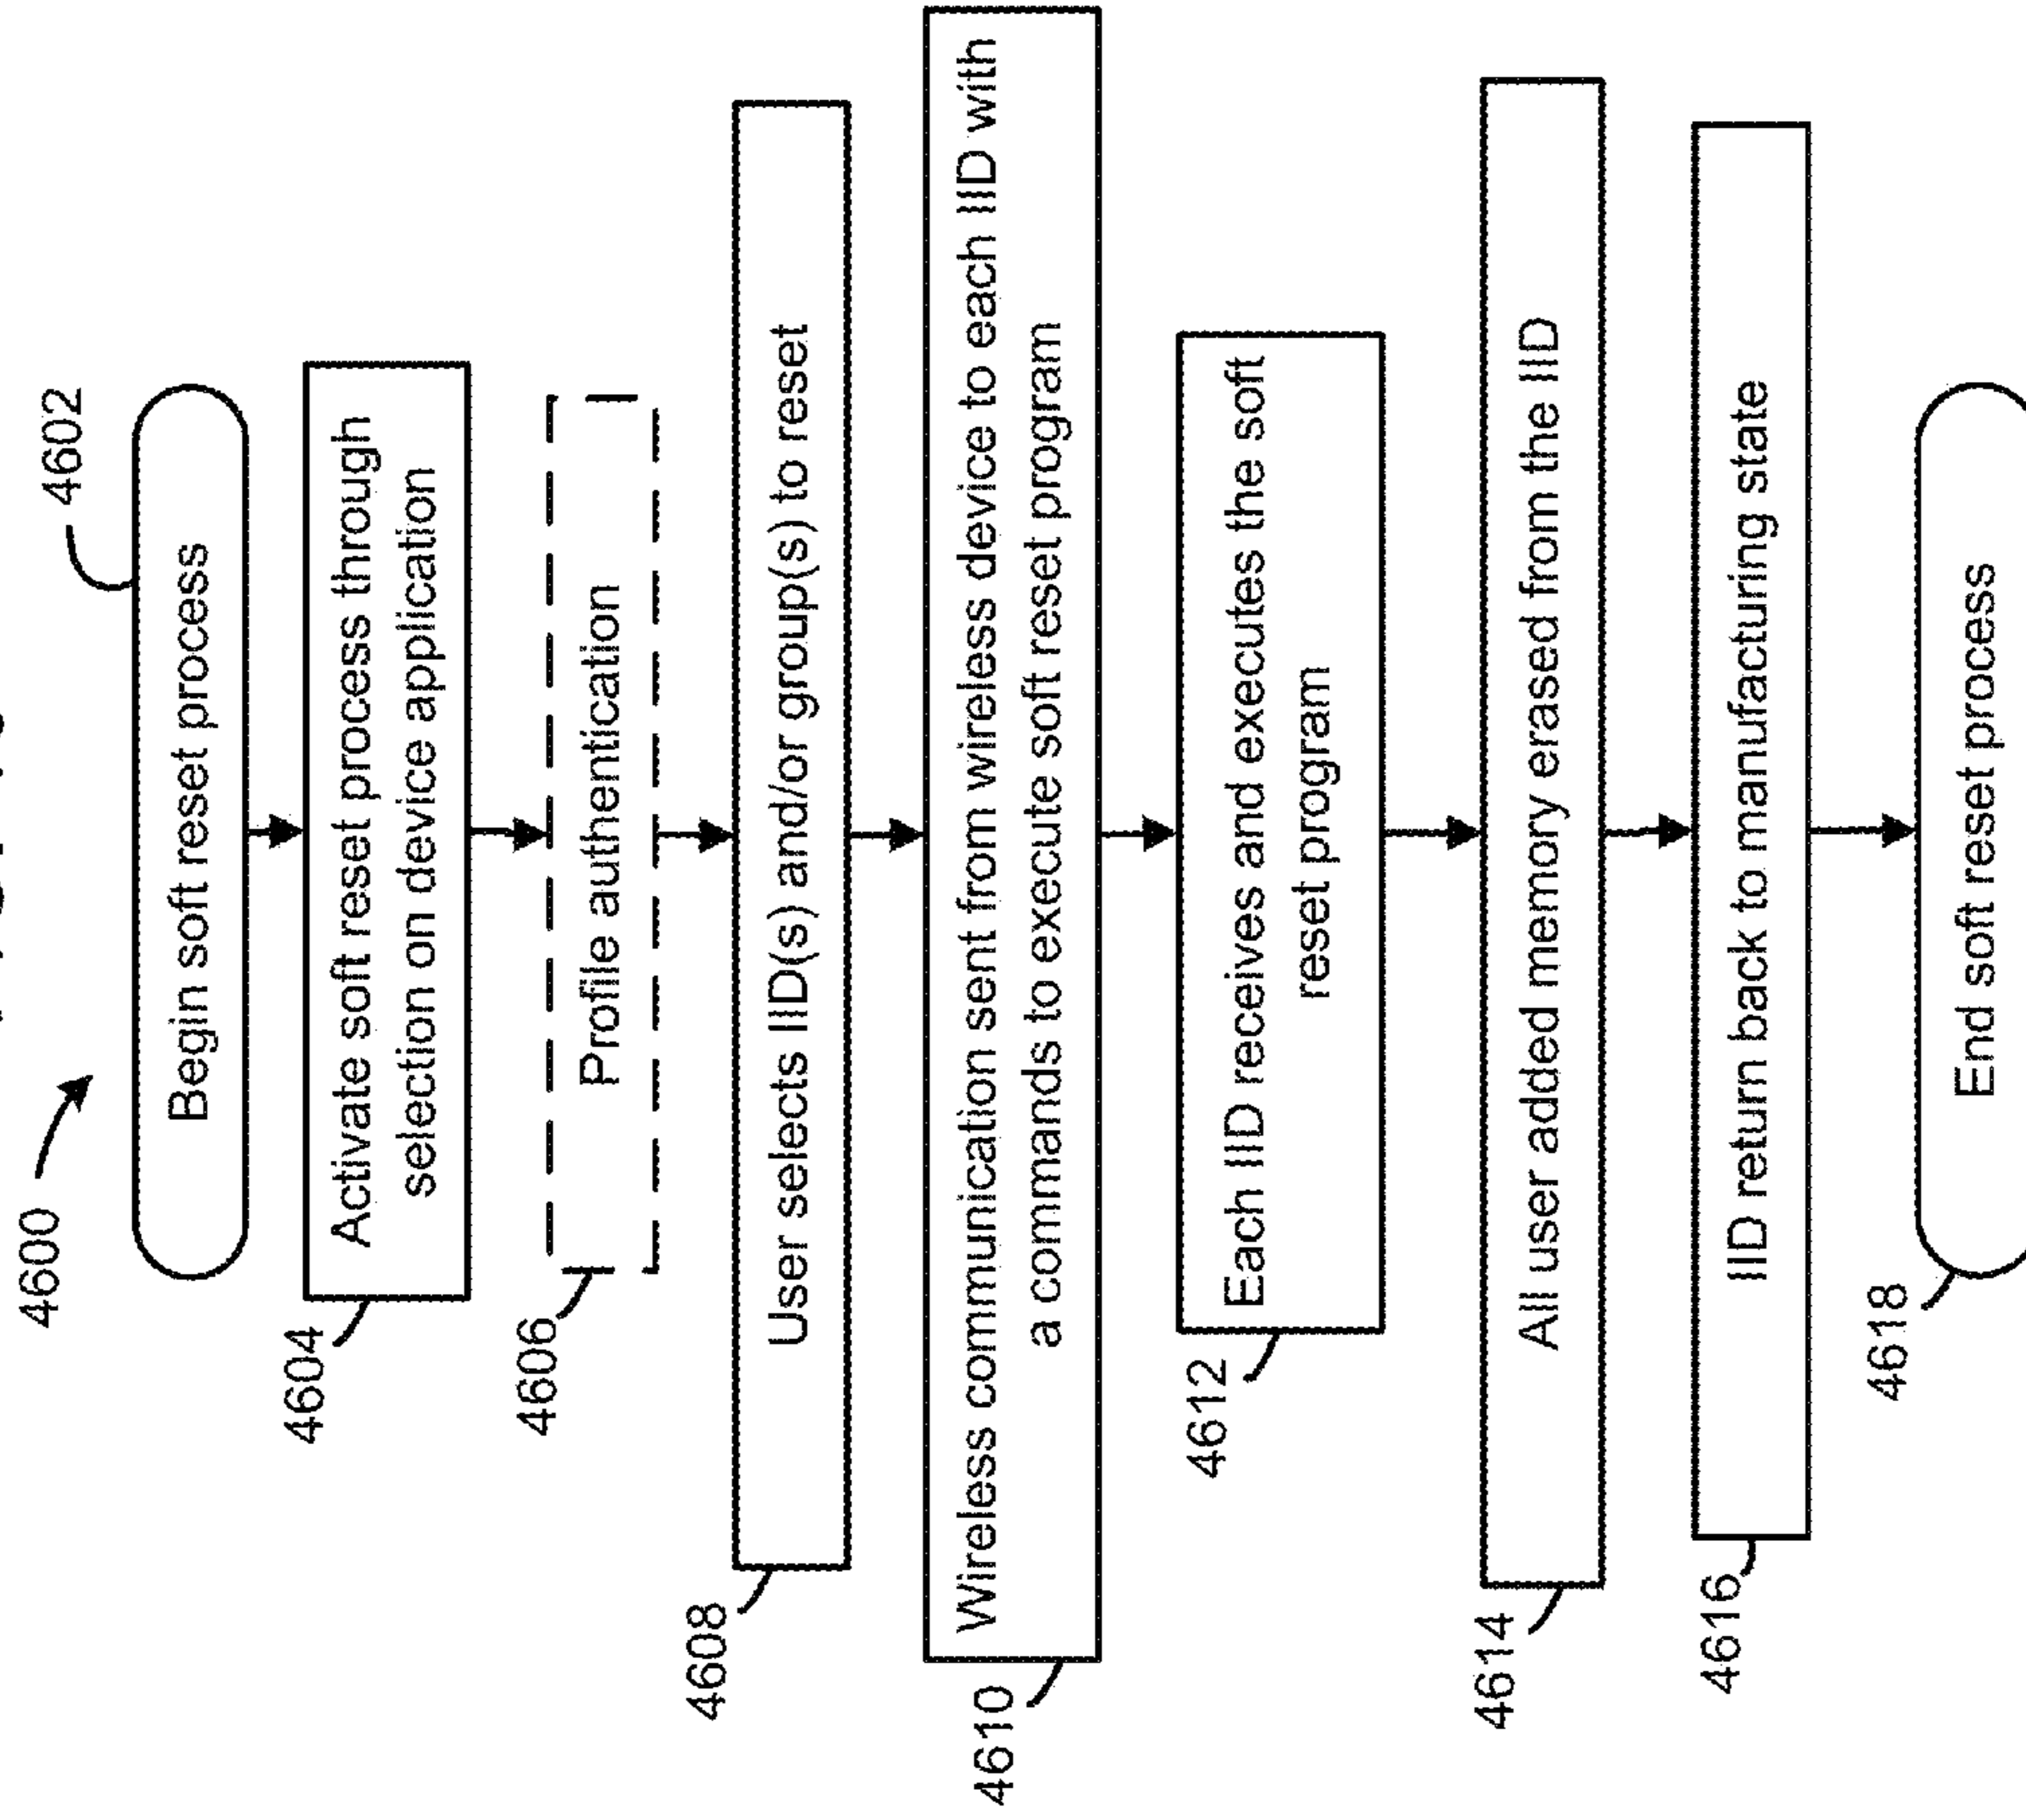 4600
4602
Begin soft reset process
4604
Activate soft reset process through
selection on device application
4606
Profile authentication
4608
User selects IID(s) and/or group(s) to reset
4610
Wireless communication sent from wireless device to each IID with
a commands to execute soft reset program
4612
Each IID receives and executes the soft
reset program
4614
All user added memory erased from the IID
4616
IID return back to manufacturing state
4618
End soft reset process